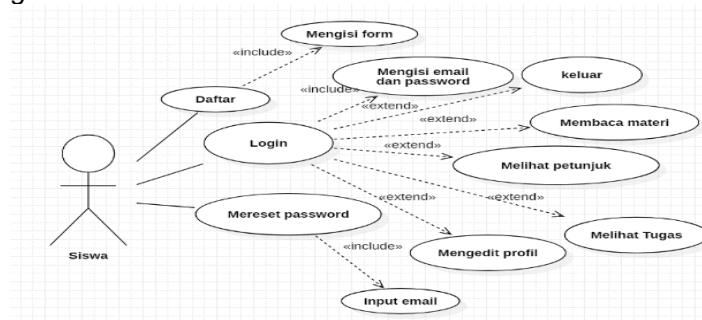 g
Mengisi form
«include»
Mengisi email
dan password
keluar
«include»
Daftar
«extend»
Membaca materi
«extend»
Login
«extend»
Melihat petunjuk
«extend»
«extend»
Mereset password
Melihat Tugas
«include»
Mengedit profil
Siswa
Input email